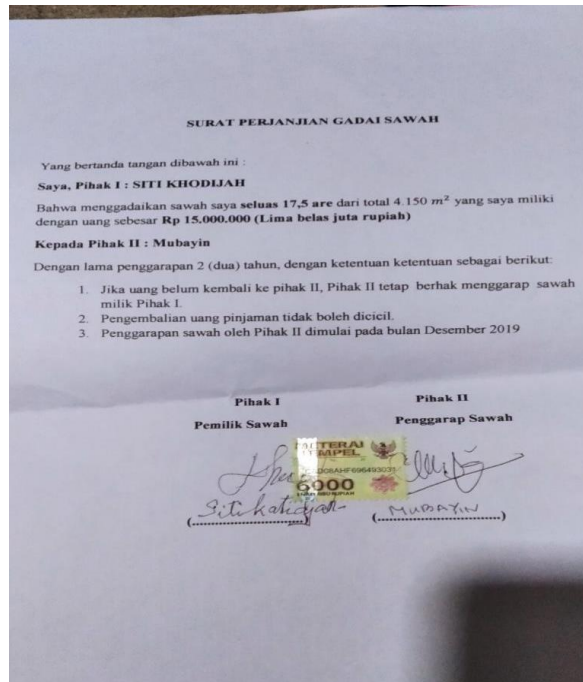 SURAT PERJANJIAN GADAI SAWAH
Yang bertanda tangan dibawah ini :
Saya, Pihak I : SITI KHODIJAH
Bahwa menggadaikan sawah saya seluas 17,5 are dari total 4.150 m² yang saya miliki
dengan uang sebesar Rp 15.000.000 (Lima belas juta rupiah)
Kepada Pihak II : Mubayin
Dengan lama penggarapan 2 (dua) tahun, dengan ketentuan ketentuan sebagai berikut:
1. Jika uang belum kembali ke pihak II, Pihak II tetap berhak menggarap sawah
milik Pihak I.
2. Pengembalian uang pinjaman tidak boleh dicicil.
3. Penggarapan sawah oleh Pihak II dimulai pada bulan Desember 2019
Pihak I Pihak II
Pemilik Sawah Penggarap Sawah
TEMPEL
6000
Siti katidjah MUBAYIN